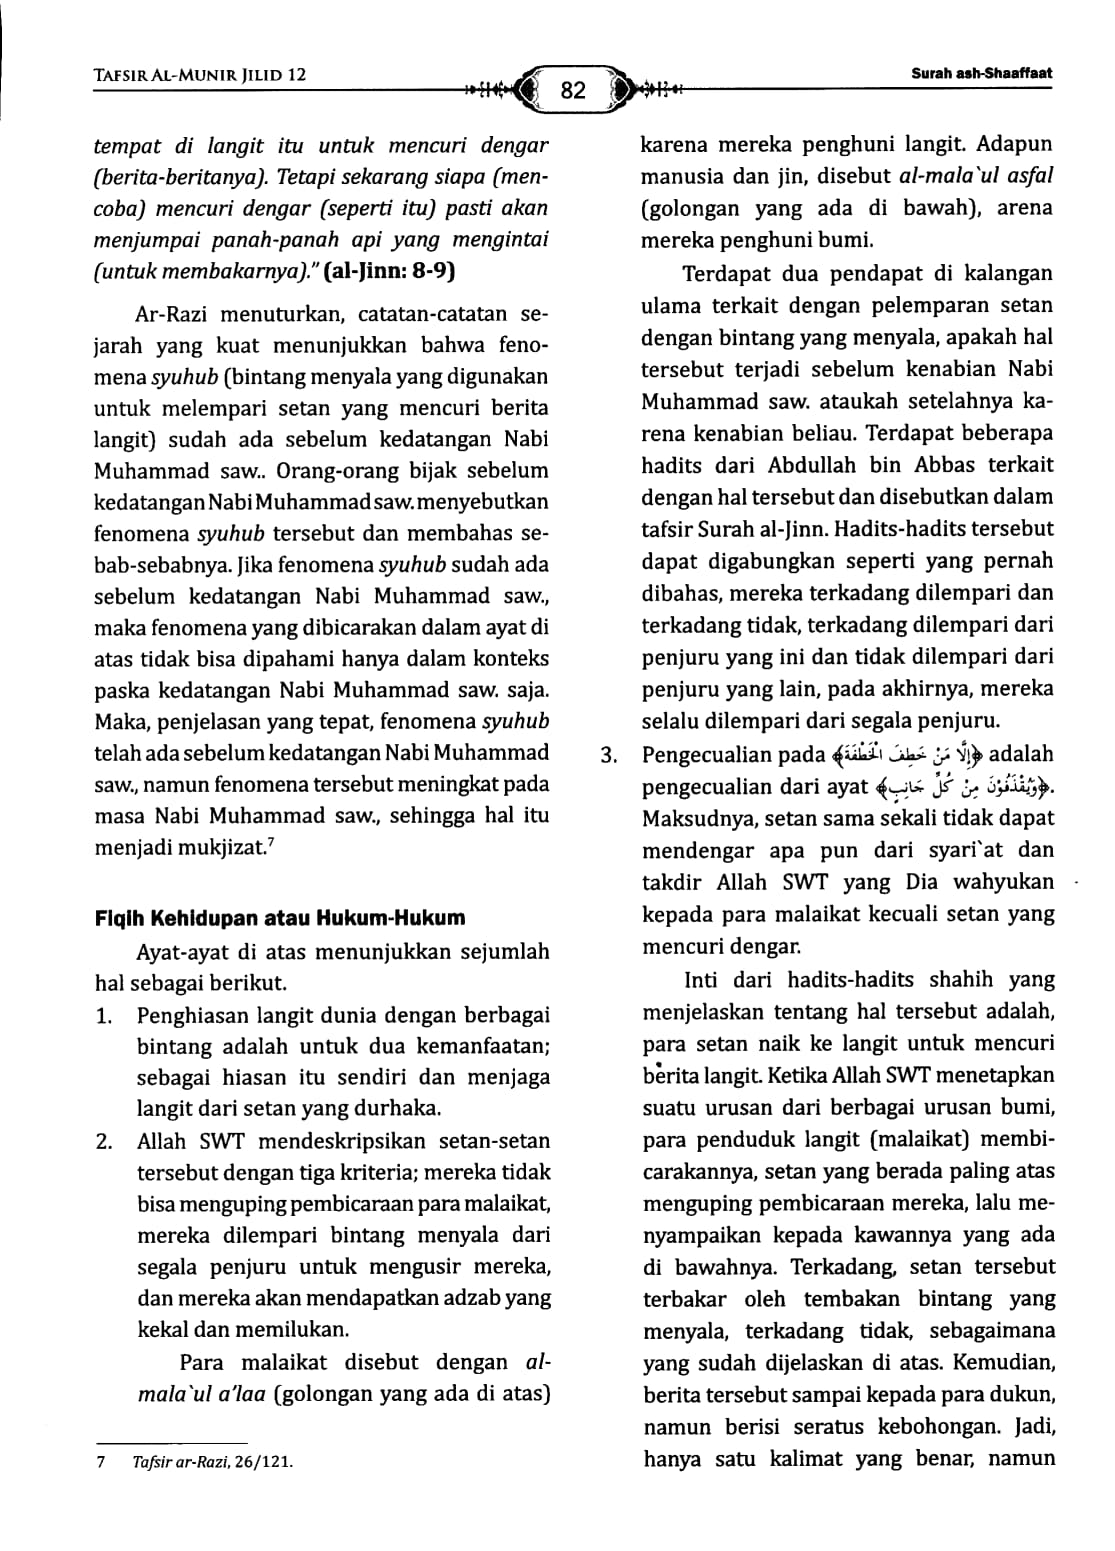 TAFSIR AL-MUNIR JILID 12
82
Surah ash-Shaaffaat
tempat di langit itu untuk mencuri dengar
(berita-beritanya). Tetapi sekarang siapa (men-
coba) mencuri dengar (seperti itu) pasti akan
menjumpai panah-panah api yang mengintai
(untuk membakarnya)." (al-Jinn: 8-9)
Ar-Razi menuturkan, catatan-catatan se-
jarah yang kuat menunjukkan bahwa feno-
mena syuhub (bintang menyala yang digunakan
untuk melempari setan yang mencuri berita
langit) sudah ada sebelum kedatangan Nabi
Muhammad saw.. Orang-orang bijak sebelum
kedatangan Nabi Muhammad saw. menyebutkan
fenomena syuhub tersebut dan membahas se-
bab-sebabnya. Jika fenomena syuhub sudah ada
sebelum kedatangan Nabi Muhammad saw.,
maka fenomena yang dibicarakan dalam ayat di
atas tidak bisa dipahami hanya dalam konteks
paska kedatangan Nabi Muhammad saw. saja.
Maka, penjelasan yang tepat, fenomena syuhub
telah ada sebelum kedatangan Nabi Muhammad
saw., namun fenomena tersebut meningkat pada
masa Nabi Muhammad saw., sehingga hal itu
menjadi mukjizat.7
Fiqih Kehidupan atau Hukum-Hukum
Ayat-ayat di atas menunjukkan sejumlah
hal sebagai berikut.
1. Penghiasan langit dunia dengan berbagai
bintang adalah untuk dua kemanfaatan;
sebagai hiasan itu sendiri dan menjaga
langit dari setan yang durhaka.
2. Allah SWT mendeskripsikan setan-setan
tersebut dengan tiga kriteria; mereka tidak
bisa menguping pembicaraan para malaikat,
mereka dilempari bintang menyala dari
segala penjuru untuk mengusir mereka,
dan mereka akan mendapatkan adzab yang
kekal dan memilukan.
Para malaikat disebut dengan al-
mala`ul a'laa (golongan yang ada di atas)
7 Tafsir ar-Razi, 26/121.
karena mereka penghuni langit. Adapun
manusia dan jin, disebut al-mala`ul asfal
(golongan yang ada di bawah), arena
mereka penghuni bumi.
Terdapat dua pendapat di kalangan
ulama terkait dengan pelemparan setan
dengan bintang yang menyala, apakah hal
tersebut terjadi sebelum kenabian Nabi
Muhammad saw. ataukah setelahnya ka-
rena kenabian beliau. Terdapat beberapa
hadits dari Abdullah bin Abbas terkait
dengan hal tersebut dan disebutkan dalam
tafsir Surah al-Jinn. Hadits-hadits tersebut
dapat digabungkan seperti yang pernah
dibahas, mereka terkadang dilempari dan
terkadang tidak, terkadang dilempari dari
penjuru yang ini dan tidak dilempari dari
penjuru yang lain, pada akhirnya, mereka
selalu dilempari dari segala penjuru.
3. Pengecualian pada ﴿إِلَّا مَنْ خَطِفَ الْخَطْفَةَ﴾ adalah
pengecualian dari ayat ﴿وَيُقْذَفُوْنَ مِنْ كُلِّ جَانِبٍ﴾.
Maksudnya, setan sama sekali tidak dapat
mendengar apa pun dari syari`at dan
takdir Allah SWT yang Dia wahyukan
kepada para malaikat kecuali setan yang
mencuri dengar.
Inti dari hadits-hadits shahih yang
menjelaskan tentang hal tersebut adalah,
para setan naik ke langit untuk mencuri
berita langit. Ketika Allah SWT menetapkan
suatu urusan dari berbagai urusan bumi,
para penduduk langit (malaikat) membi-
carakannya, setan yang berada paling atas
menguping pembicaraan mereka, lalu me-
nyampaikan kepada kawannya yang ada
di bawahnya. Terkadang, setan tersebut
terbakar oleh tembakan bintang yang
menyala, terkadang tidak, sebagaimana
yang sudah dijelaskan di atas. Kemudian,
berita tersebut sampai kepada para dukun,
namun berisi seratus kebohongan. Jadi,
hanya satu kalimat yang benar, namun